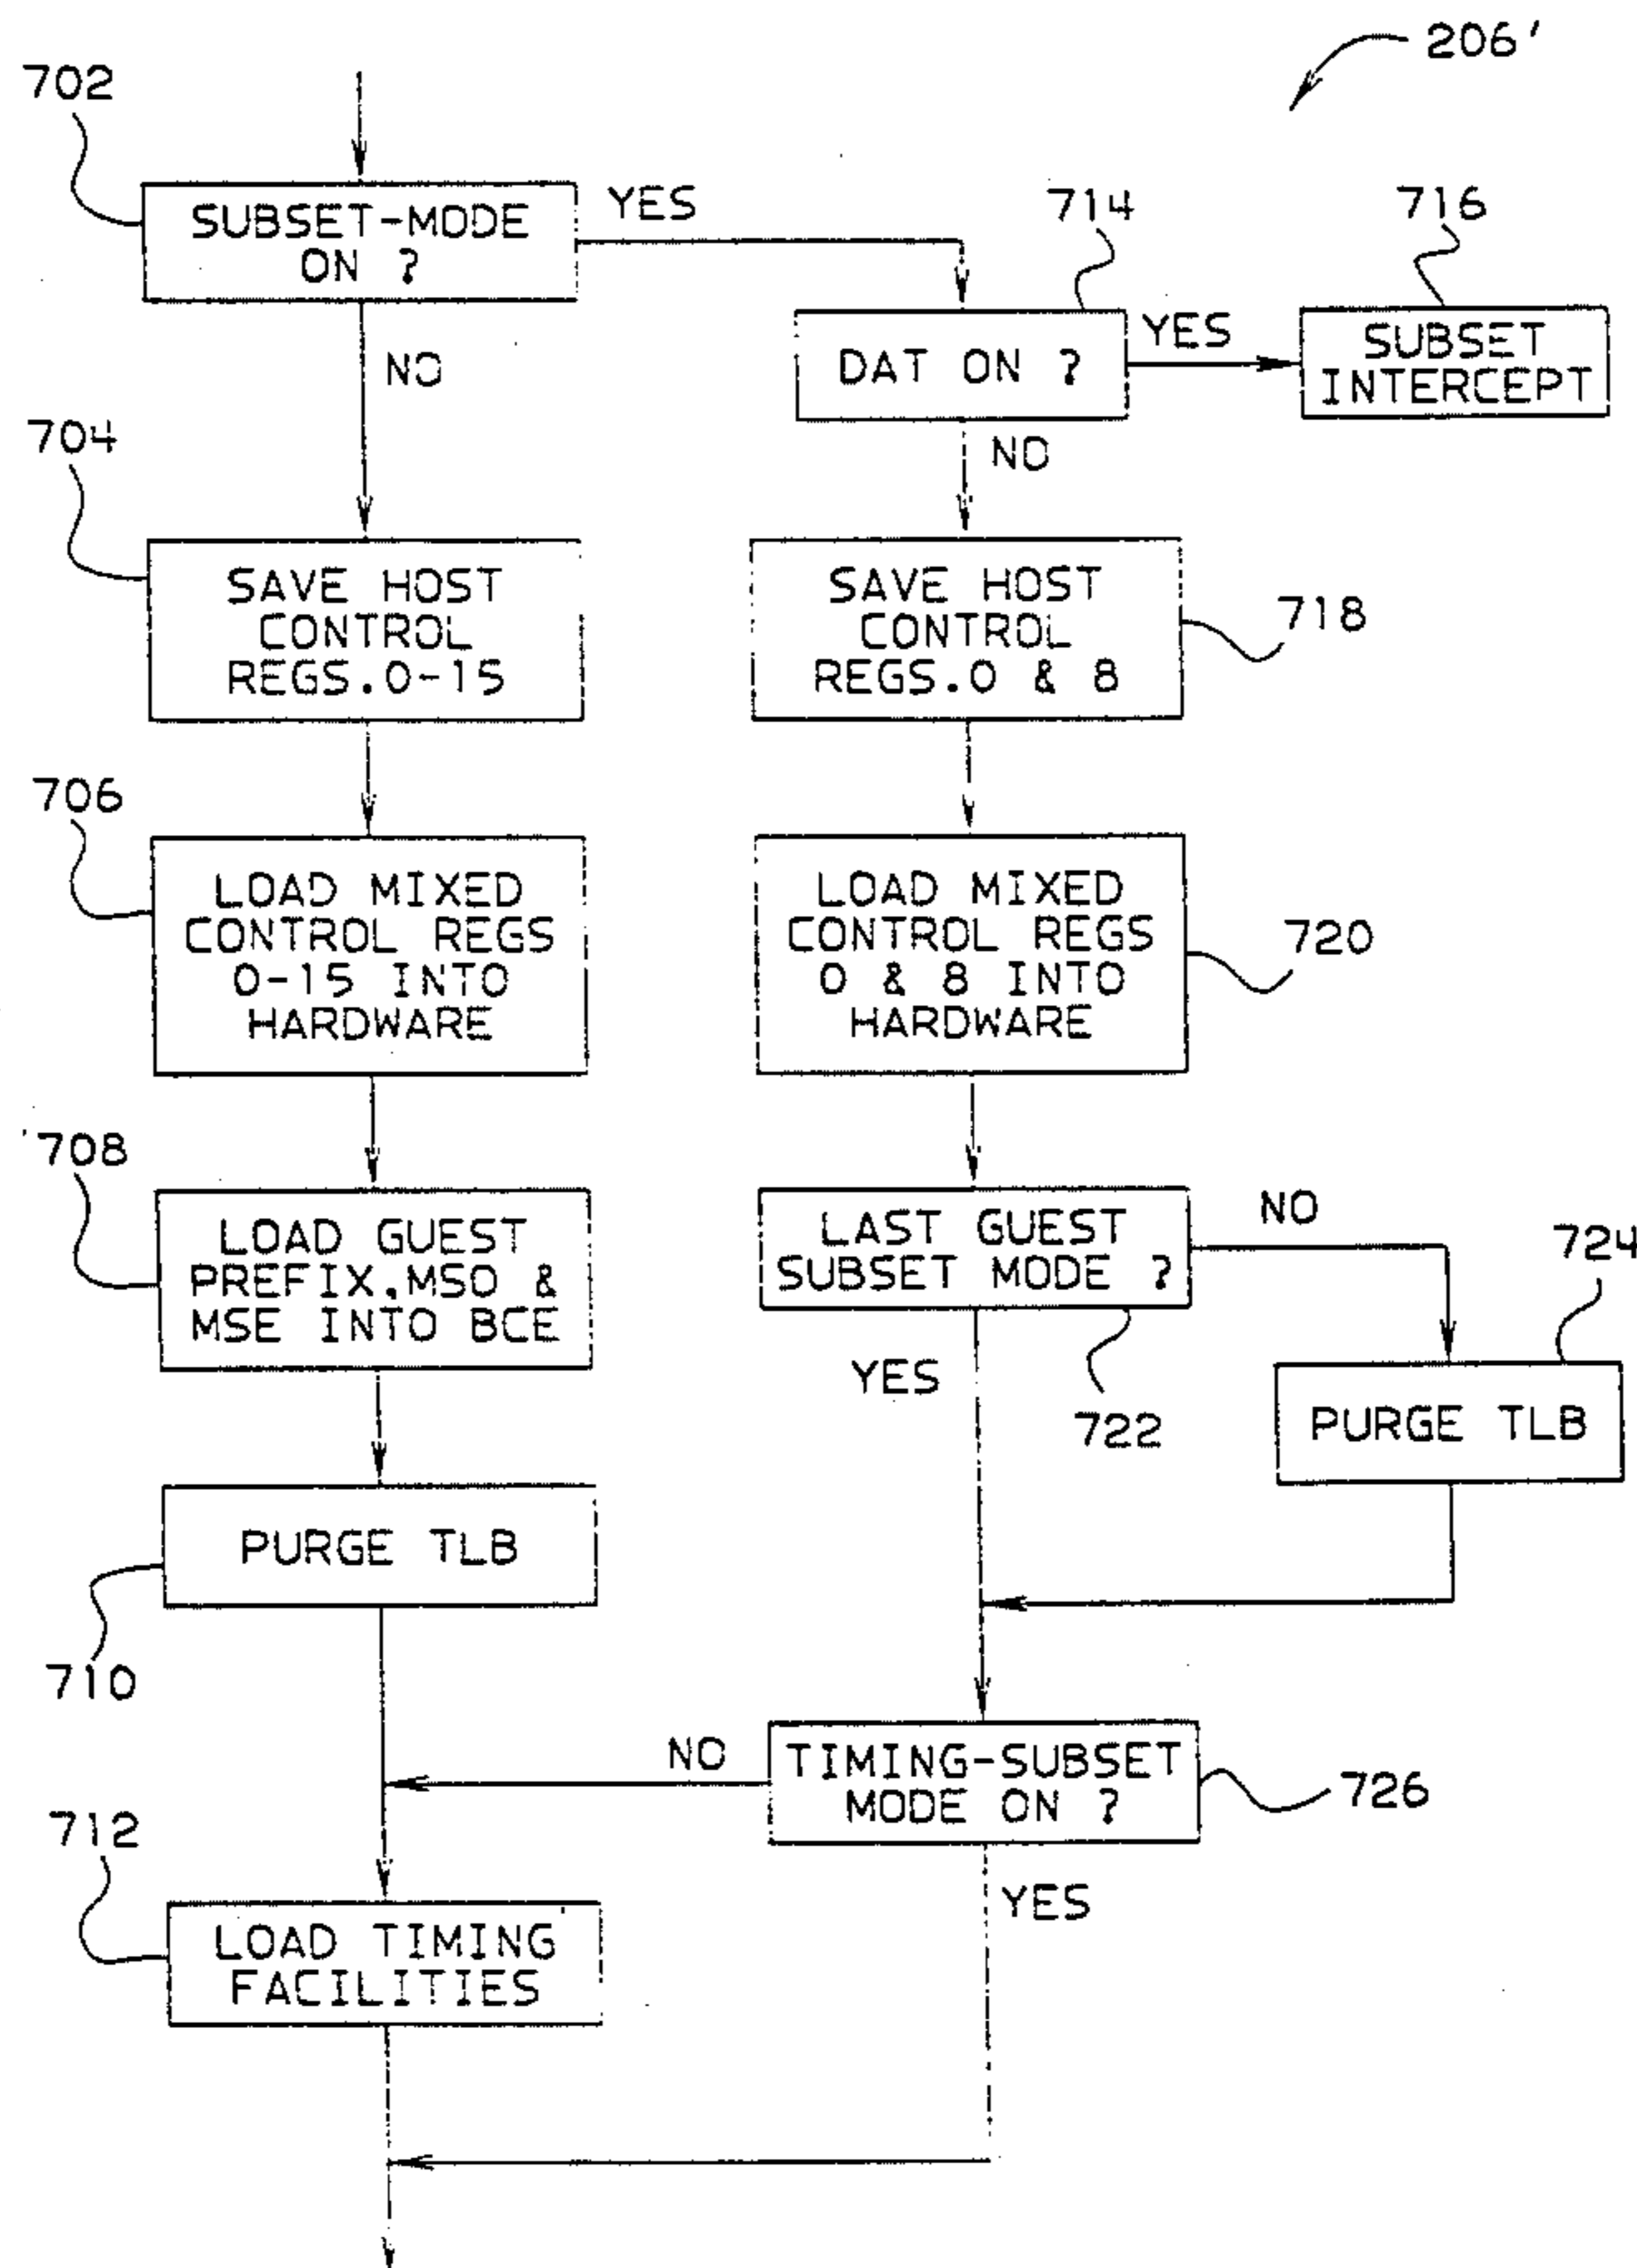 206'
702
SUBSET-MODE
ON ?
YES
NO
714
DAT ON ?
YES
716
SUBSET
INTERCEPT
NO
704
SAVE HOST
CONTROL
REGS.0-15
SAVE HOST
CONTROL
REGS.0 & 8
718
706
LOAD MIXED
CONTROL REGS
0-15 INTO
HARDWARE
LOAD MIXED
CONTROL REGS
0 & 8 INTO
HARDWARE
720
708
LOAD GUEST
PREFIX.MSO &
MSE INTO BCE
LAST GUEST
SUBSET MODE ?
NO
724
YES
722
PURGE TLB
PURGE TLB
710
NO
TIMING-SUBSET
MODE ON ?
726
712
LOAD TIMING
FACILITIES
YES